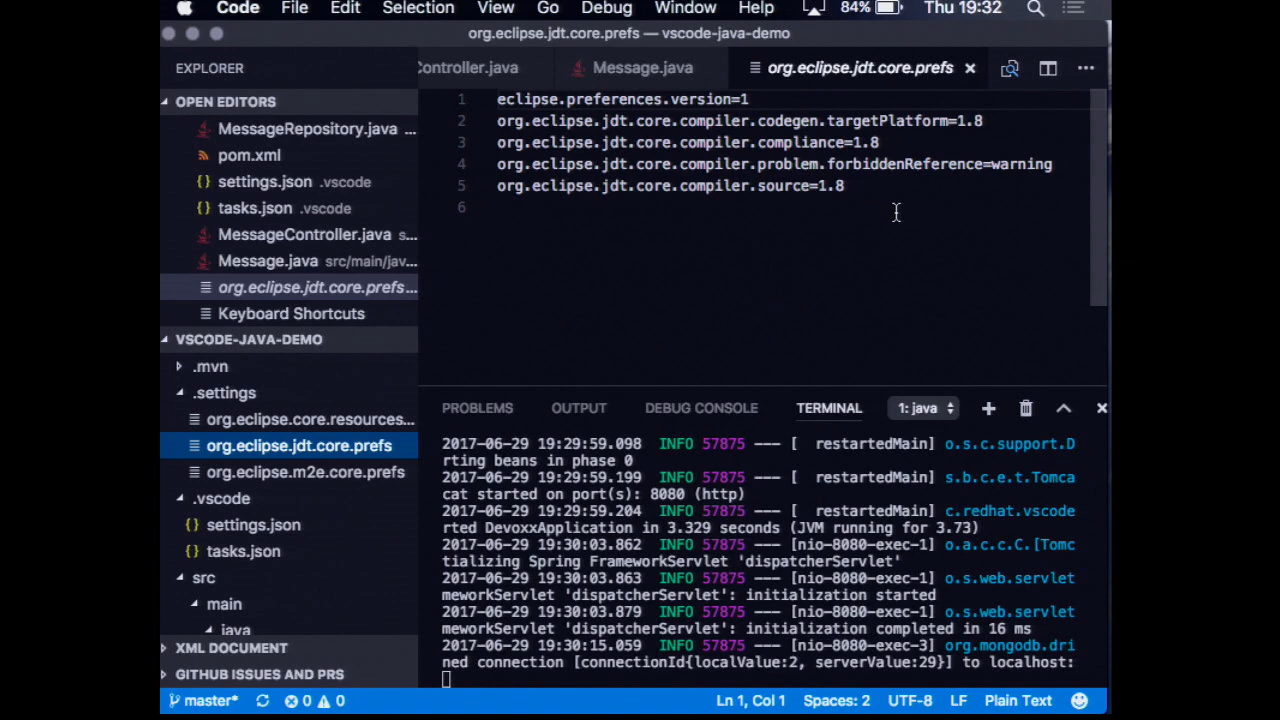 Code File Edit Selection View Go Debug Window Help 84% Thu 19:32
org.eclipse.jdt.core.prefs — vscode-java-demo
EXPLORER
Controller.java Message.java org.eclipse.jdt.core.prefs
OPEN EDITORS
MessageRepository.java ...
pom.xml
settings.json .vscode
tasks.json .vscode
MessageController.java s...
Message.java src/main/jav...
org.eclipse.jdt.core.prefs...
Keyboard Shortcuts
VSCODE-JAVA-DEMO
.mvn
.settings
org.eclipse.core.resources...
org.eclipse.jdt.core.prefs
org.eclipse.m2e.core.prefs
.vscode
settings.json
tasks.json
src
main
java
XML DOCUMENT
GITHUB ISSUES AND PRS
1 eclipse.preferences.version=1
2 org.eclipse.jdt.core.compiler.codegen.targetPlatform=1.8
3 org.eclipse.jdt.core.compiler.compliance=1.8
4 org.eclipse.jdt.core.compiler.problem.forbiddenReference=warning
5 org.eclipse.jdt.core.compiler.source=1.8
6
PROBLEMS OUTPUT DEBUG CONSOLE TERMINAL 1: java
2017-06-29 19:29:59.098 INFO 57875 --- [ restartedMain] o.s.c.support.D
rting beans in phase 0
2017-06-29 19:29:59.199 INFO 57875 --- [ restartedMain] s.b.c.e.t.Tomca
cat started on port(s): 8080 (http)
2017-06-29 19:29:59.204 INFO 57875 --- [ restartedMain] c.redhat.vscode
rted DevoxxApplication in 3.329 seconds (JVM running for 3.73)
2017-06-29 19:30:03.862 INFO 57875 --- [nio-8080-exec-1] o.a.c.c.C.[Tomc
tializing Spring FrameworkServlet 'dispatcherServlet'
2017-06-29 19:30:03.863 INFO 57875 --- [nio-8080-exec-1] o.s.web.servlet
meworkServlet 'dispatcherServlet': initialization started
2017-06-29 19:30:03.879 INFO 57875 --- [nio-8080-exec-1] o.s.web.servlet
meworkServlet 'dispatcherServlet': initialization completed in 16 ms
2017-06-29 19:30:15.059 INFO 57875 --- [nio-8080-exec-3] org.mongodb.dri
ned connection [connectionId{localValue:2, serverValue:29}] to localhost:
master* 0 0 Ln 1, Col 1 Spaces: 2 UTF-8 LF Plain Text